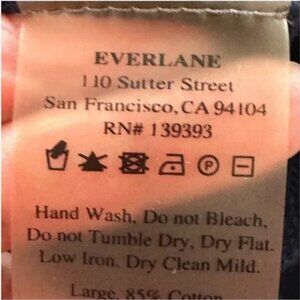 EVERLANE
110 Sutter Street
San Francisco, CA 94104
RN# 139393
P
Hand Wash, Do not Bleach,
Do not Tumble Dry, Dry Flat.
Low Iron. Dry Clean Mild.
Large, 85% Cotton